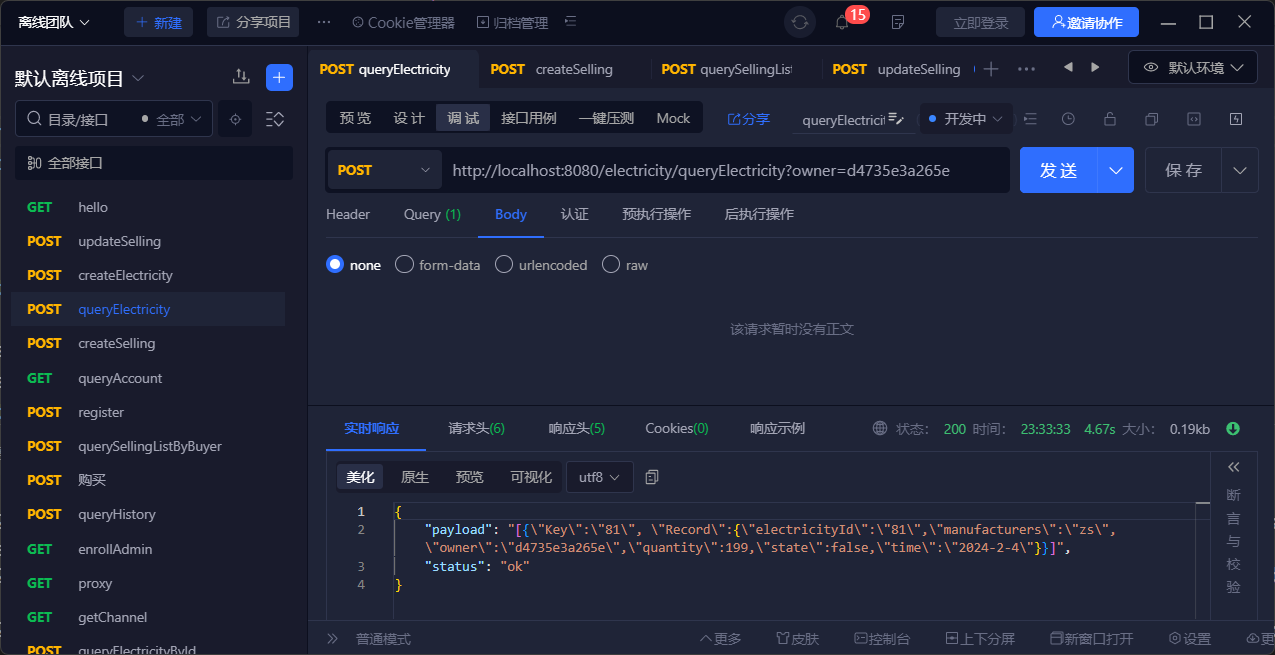 离线团队 新建 分享项目 ··· Cookie管理器 归档管理 15 立即登录 邀请协作
默认离线项目
目录/接口 全部
全部接口
GET hello
POST updateSelling
POST createElectricity
POST queryElectricity
POST createSelling
GET queryAccount
POST register
POST querySellingListByBuyer
POST 购买
POST queryHistory
GET enrollAdmin
GET proxy
GET getChannel
POST queryElectricityById
POST queryElectricity POST createSelling POST querySellingList POST updateSelling 默认环境
预览 设计 调试 接口用例 一键压测 Mock 分享 queryElectricit 开发中
POST http://localhost:8080/electricity/queryElectricity?owner=d4735e3a265e 发送 保存
Header Query (1) Body 认证 预执行操作 后执行操作
none form-data urlencoded raw
该请求暂时没有正文
实时响应 请求头(6) 响应头(5) Cookies(0) 响应示例 状态: 200 时间: 23:33:33 4.67s 大小: 0.19kb
美化 原生 预览 可视化 utf8
1 {
2 "payload": "[{\"Key\":\"81\", \"Record\":{\"electricityId\":\"81\",\"manufacturers\":\"zs\",
\"owner\":\"d4735e3a265e\",\"quantity\":199,\"state\":false,\"time\":\"2024-2-4\"}}]",
3 "status": "ok"
4 }
断言与校验
普通模式 更多 皮肤 控制台 上下分屏 新窗口打开 设置 更